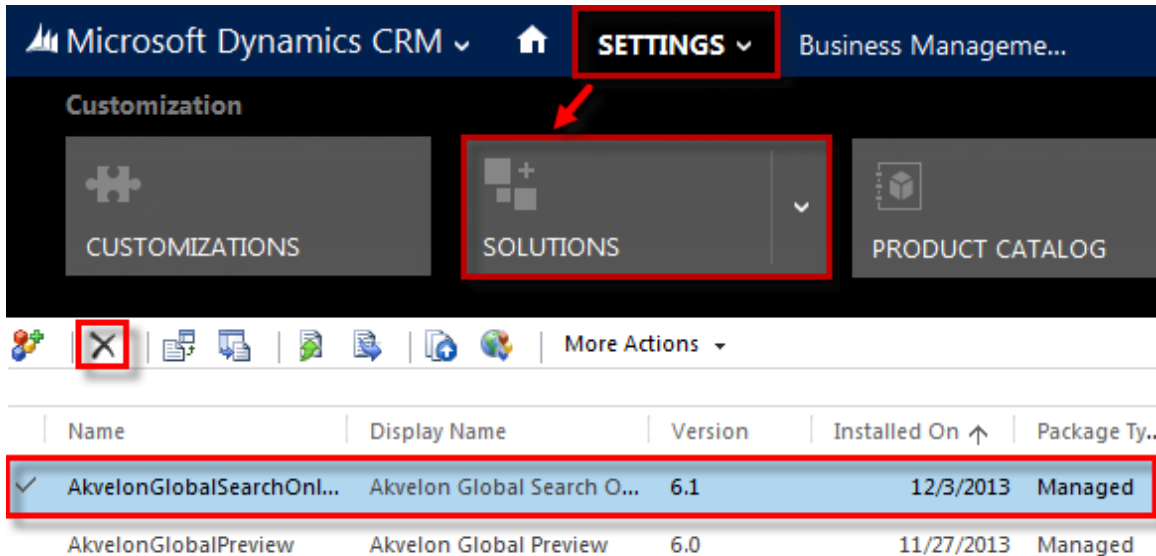 Microsoft Dynamics CRM SETTINGS Business Manageme...
Customization
CUSTOMIZATIONS SOLUTIONS PRODUCT CATALOG
More Actions
Name Display Name Version Installed On Package Ty..
AkvelonGlobalSearchOnl... Akvelon Global Search O... 6.1 12/3/2013 Managed
AkvelonGlobalPreview Akvelon Global Preview 6.0 11/27/2013 Managed